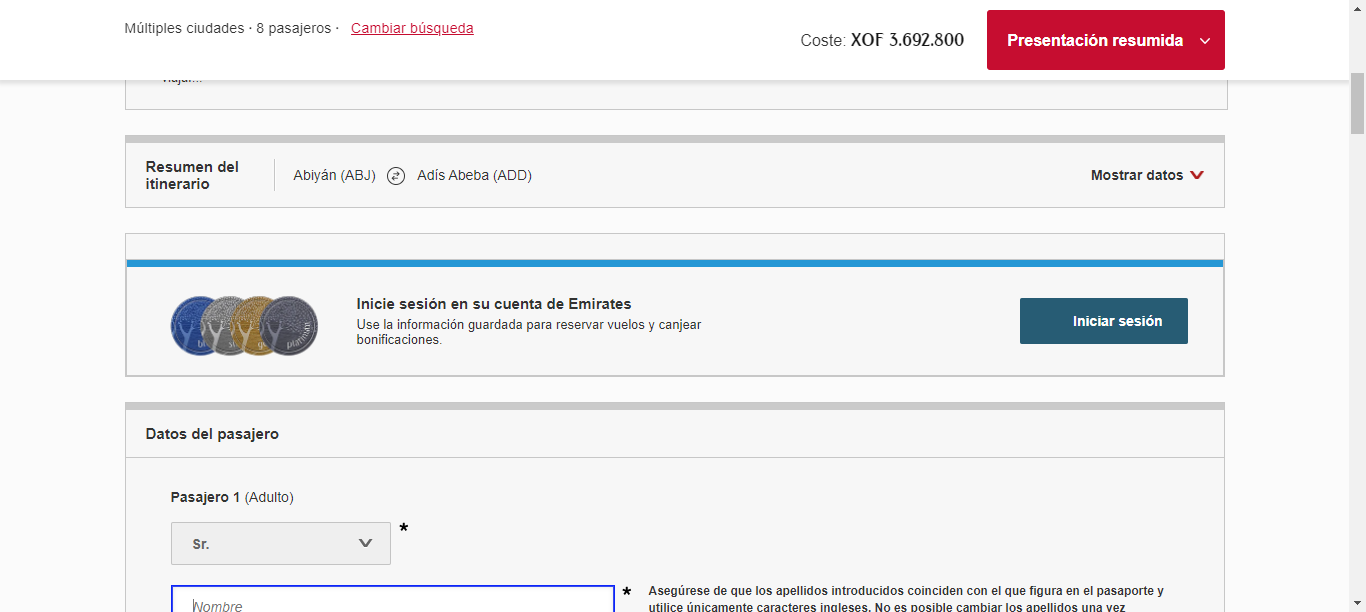 Múltiples ciudades · 8 pasajeros · Cambiar búsqueda
Coste: XOF 3.692.800
Presentación resumida
viajar...
Resumen del
itinerario
Abiyán (ABJ) Adís Abeba (ADD)
Mostrar datos
Inicie sesión en su cuenta de Emirates
Use la información guardada para reservar vuelos y canjear
bonificaciones.
platinum
Iniciar sesión
Datos del pasajero
Pasajero 1 (Adulto)
Sr.
*
Nombre
* Asegúrese de que los apellidos introducidos coinciden con el que figura en el pasaporte y
utilice únicamente caracteres ingleses. No es posible cambiar los apellidos una vez